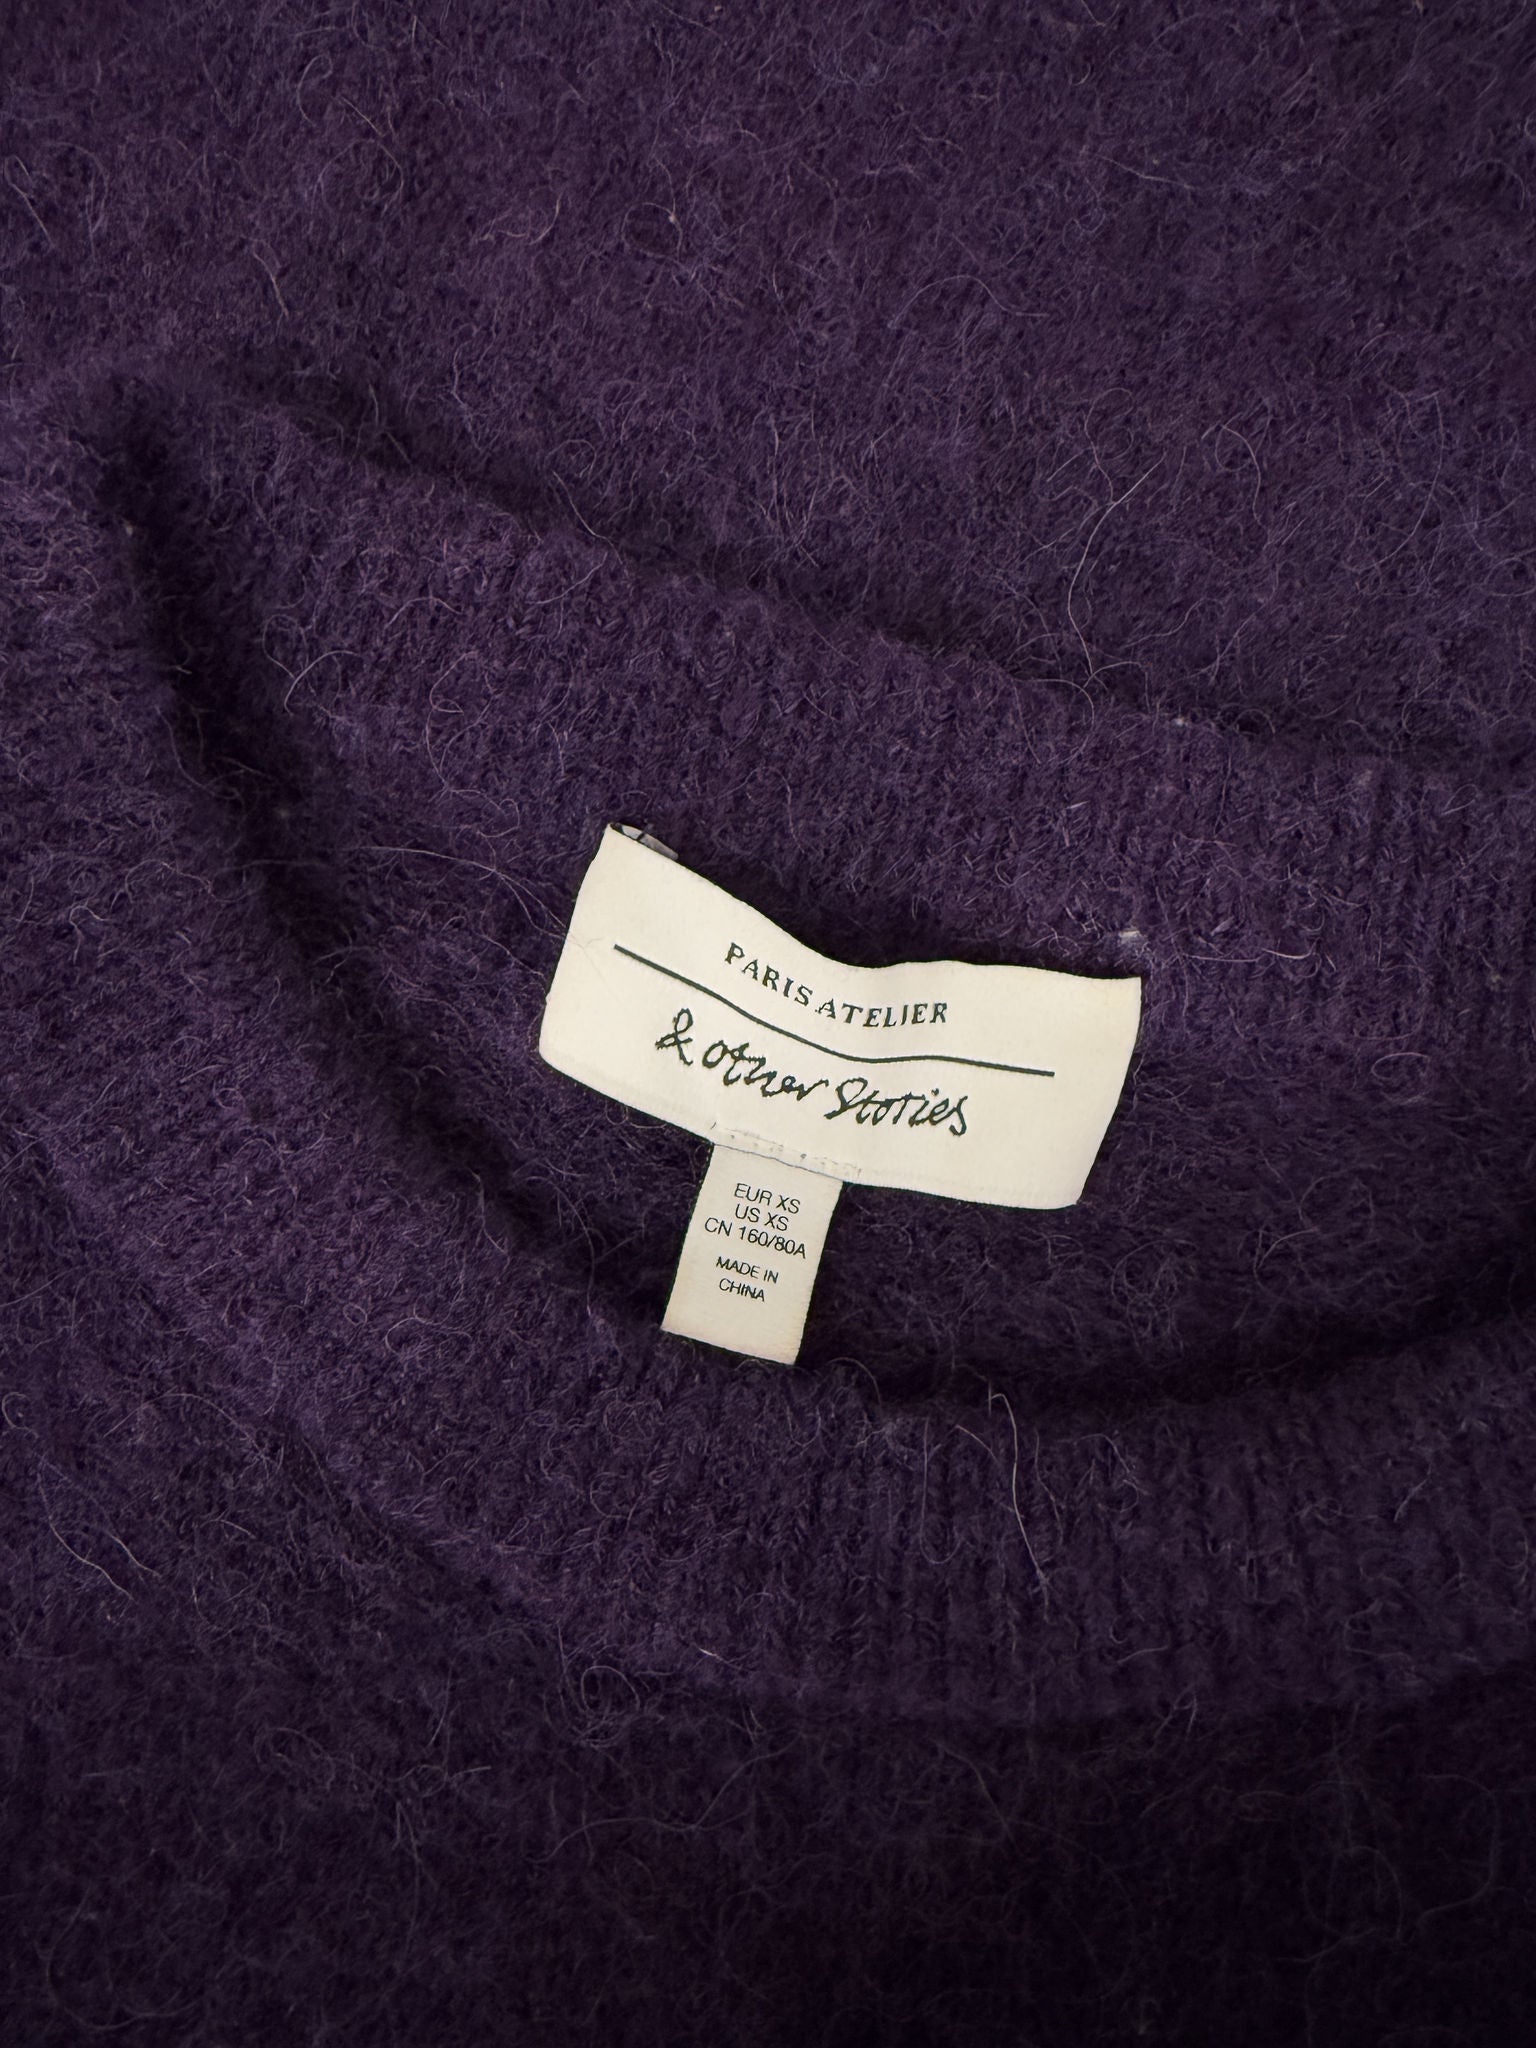 PARIS ATELIER
& other Stories
EUR XS
US XS
CN 160/80A
MADE IN
CHINA